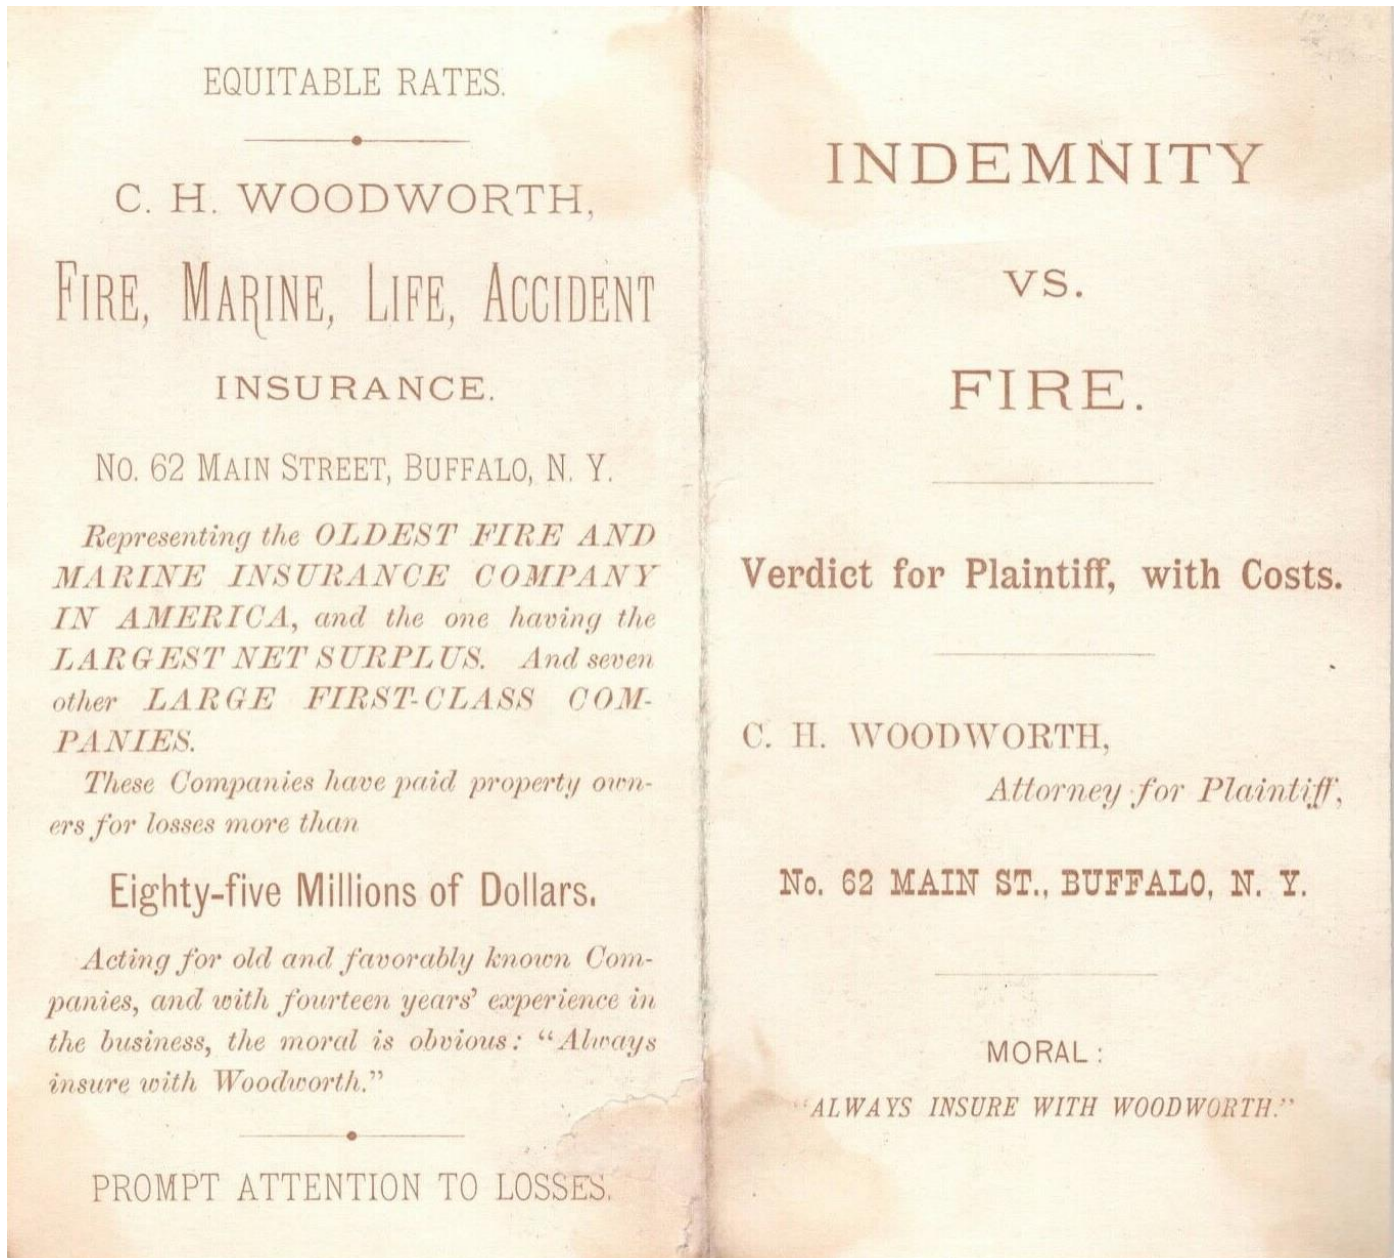 EQUITABLE RATES.
C. H. WOODWORTH,
FIRE, MARINE, LIFE, ACCIDENT
INSURANCE.
No. 62 MAIN STREET, BUFFALO, N. Y.
Representing the OLDEST FIRE AND
MARINE INSURANCE COMPANY
IN AMERICA, and the one having the
LARGEST NET SURPLUS. And seven
other LARGE FIRST-CLASS COM-
PANIES.
These Companies have paid property own-
ers for losses more than
Eighty-five Millions of Dollars.
Acting for old and favorably known Com-
panies, and with fourteen years' experience in
the business, the moral is obvious: "Always
insure with Woodworth."
PROMPT ATTENTION TO LOSSES.
INDEMNITY
VS.
FIRE.
Verdict for Plaintiff, with Costs.
C. H. WOODWORTH,
Attorney for Plaintiff,
No. 62 MAIN ST., BUFFALO, N. Y.
MORAL:
"ALWAYS INSURE WITH WOODWORTH."